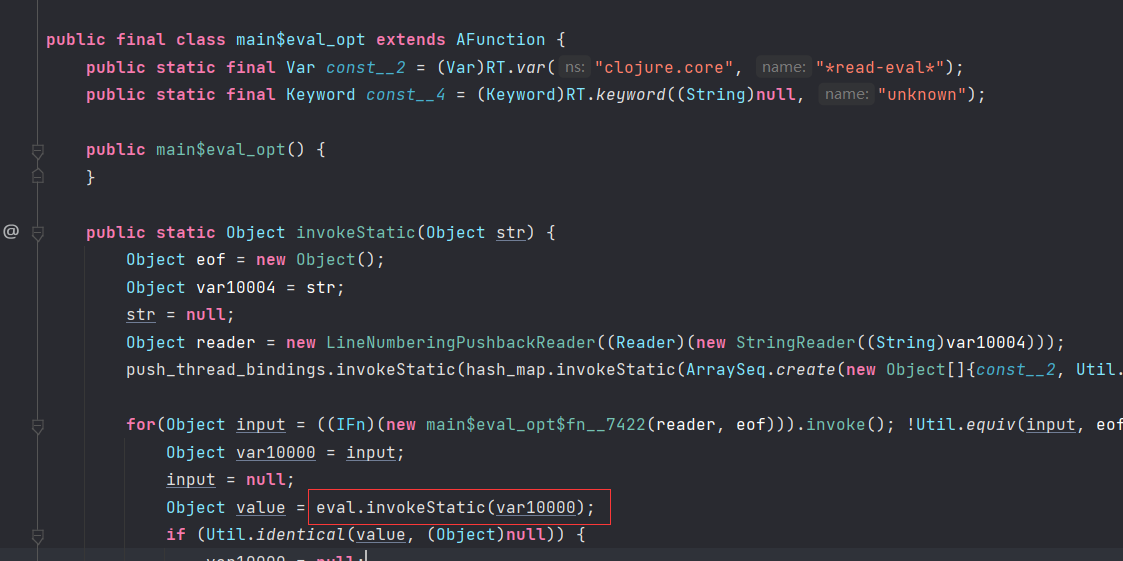 public final class main$eval_opt extends AFunction {
public static final Var const__2 = (Var)RT.var( ns: "clojure.core", name: "*read-eval*");
public static final Keyword const__4 = (Keyword)RT.keyword((String)null, name: "unknown");
public main$eval_opt() {
}
@ public static Object invokeStatic(Object str) {
Object eof = new Object();
Object var10004 = str;
str = null;
Object reader = new LineNumberingPushbackReader((Reader)(new StringReader((String)var10004)));
push_thread_bindings.invokeStatic(hash_map.invokeStatic(ArraySeq.create(new Object[]{const__2, Util.
for(Object input = ((IFn)(new main$eval_opt$fn__7422(reader, eof))).invoke(); !Util.equiv(input, eof
Object var10000 = input;
input = null;
Object value = eval.invokeStatic(var10000);
if (Util.identical(value, (Object)null)) {
var10000 = null;